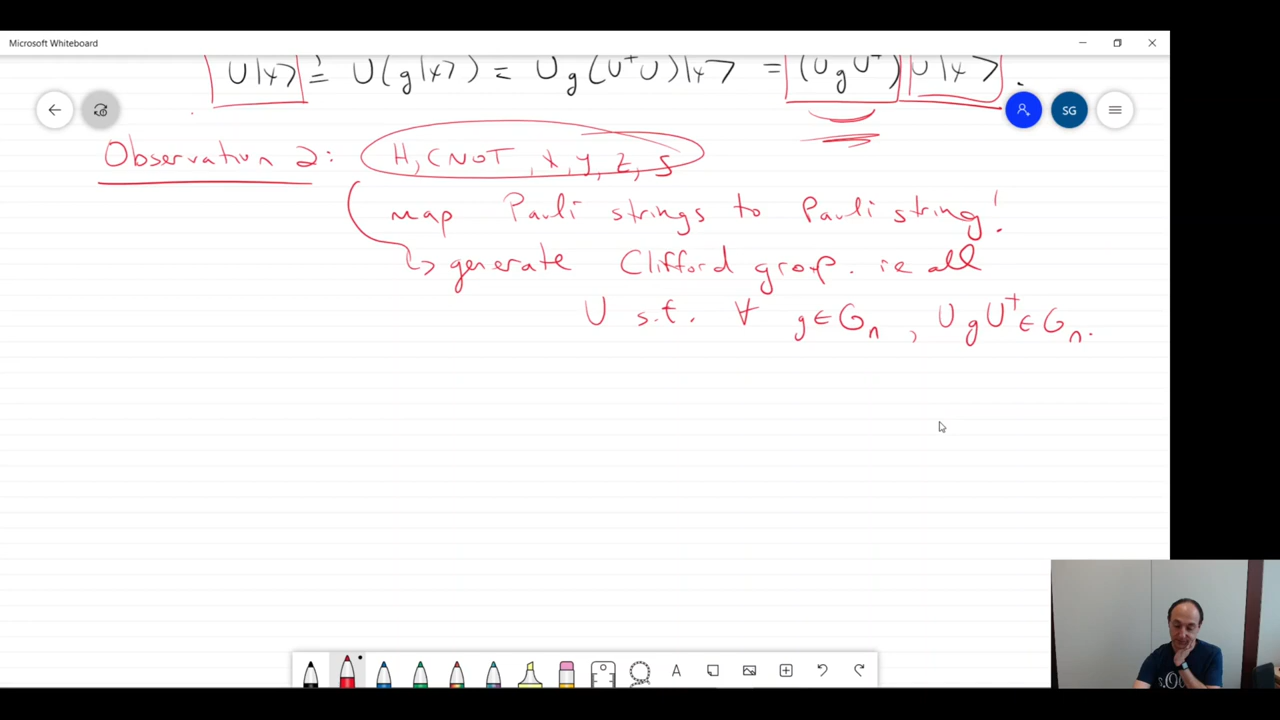 Microsoft Whiteboard
U|x> = U(g|x>) = Ug(U†U)|x> = (UgU†) U|x>.
SG
Observation 2: H, CNOT, X, Y, Z, S
map Pauli strings to Pauli string!
↳ generate Clifford group. ie all
U s.t. ∀ g∈Gn, UgU†∈Gn.
A